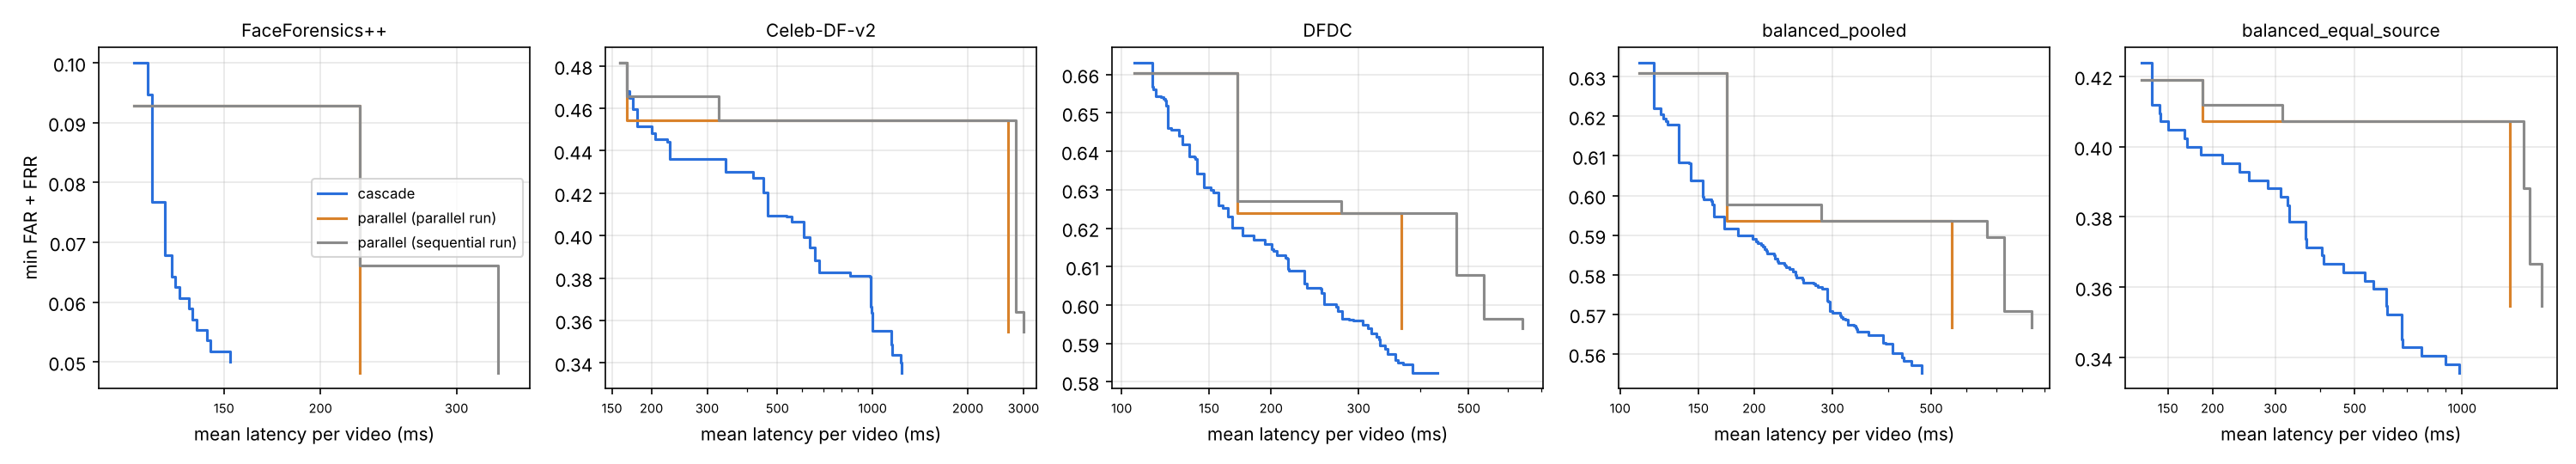 FaceForensics++
min FAR + FRR
0.10
0.09
0.08
0.07
0.06
0.05
cascade
parallel (parallel run)
parallel (sequential run)
150 200 300
mean latency per video (ms)
Celeb-DF-v2
0.48
0.46
0.44
0.42
0.40
0.38
0.36
0.34
150 200 300 500 1000 2000 3000
mean latency per video (ms)
DFDC
0.66
0.65
0.64
0.63
0.62
0.61
0.60
0.59
0.58
100 150 200 300 500
mean latency per video (ms)
balanced_pooled
0.63
0.62
0.61
0.60
0.59
0.58
0.57
0.56
100 150 200 300 500
mean latency per video (ms)
balanced_equal_source
0.42
0.40
0.38
0.36
0.34
150 200 300 500 1000
mean latency per video (ms)